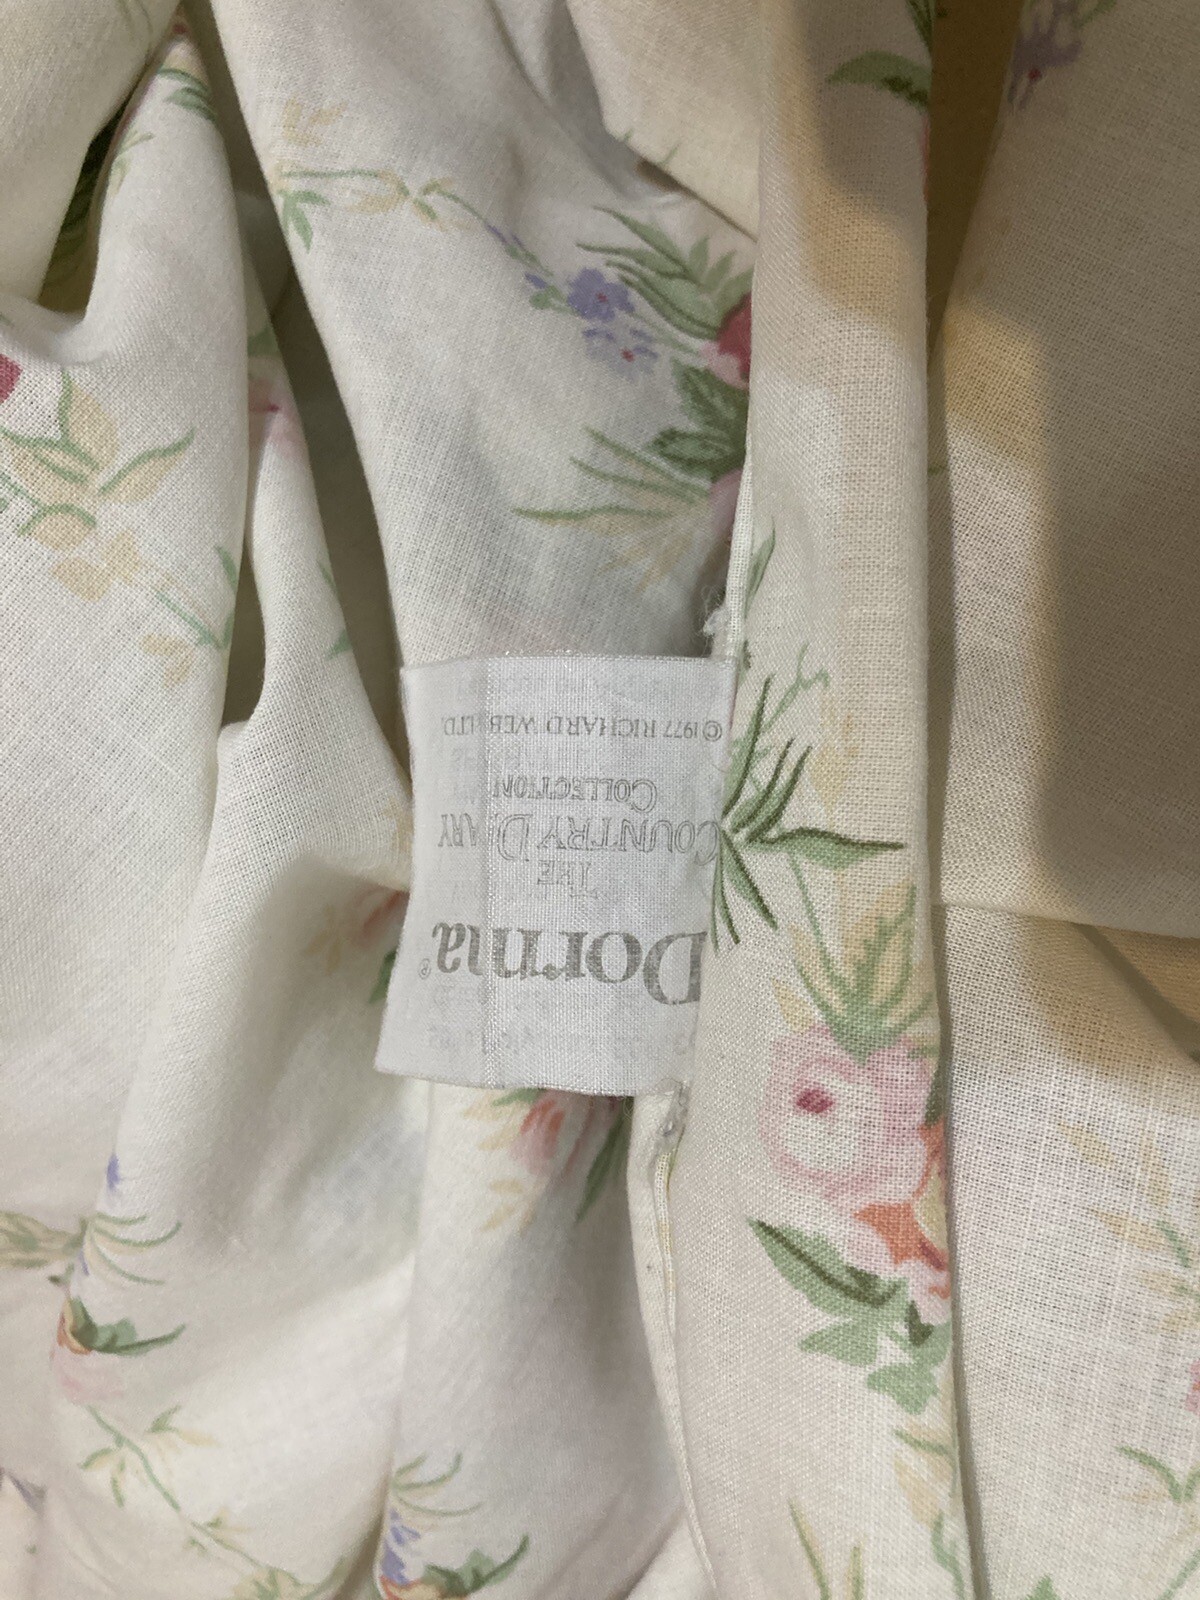 Dorma®
THE
COUNTRY DIARY
COLLECTION
©1977 RICHARD WEBB LTD.